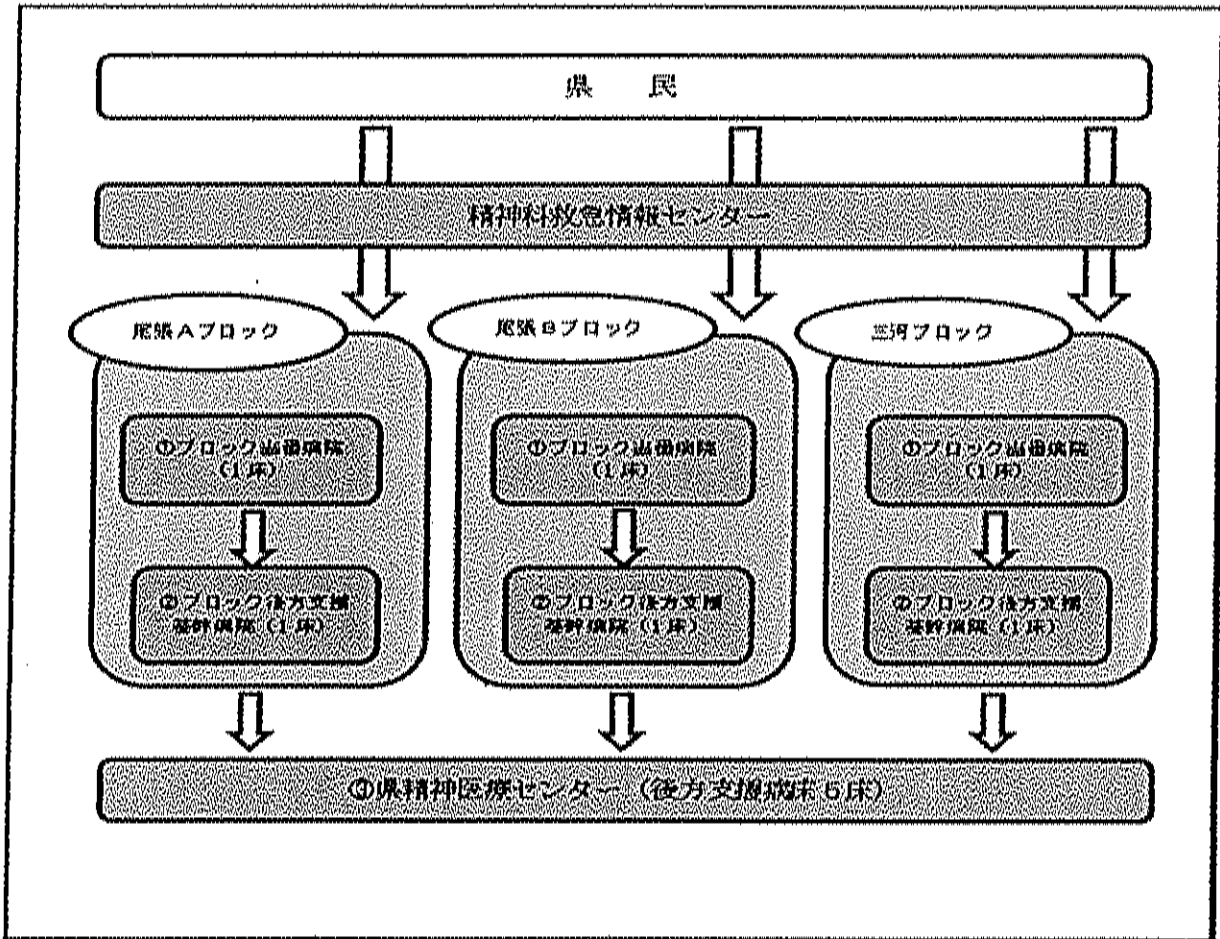 県　民
精神科救急情報センター
尾張Aブロック
①ブロック当番病院
（1床）
②ブロック後方支援
基幹病院（1床）
尾張Bブロック
①ブロック当番病院
（1床）
②ブロック後方支援
基幹病院（1床）
三河ブロック
①ブロック当番病院
（1床）
②ブロック後方支援
基幹病院（1床）
③県精神医療センター（後方支援病床5床）